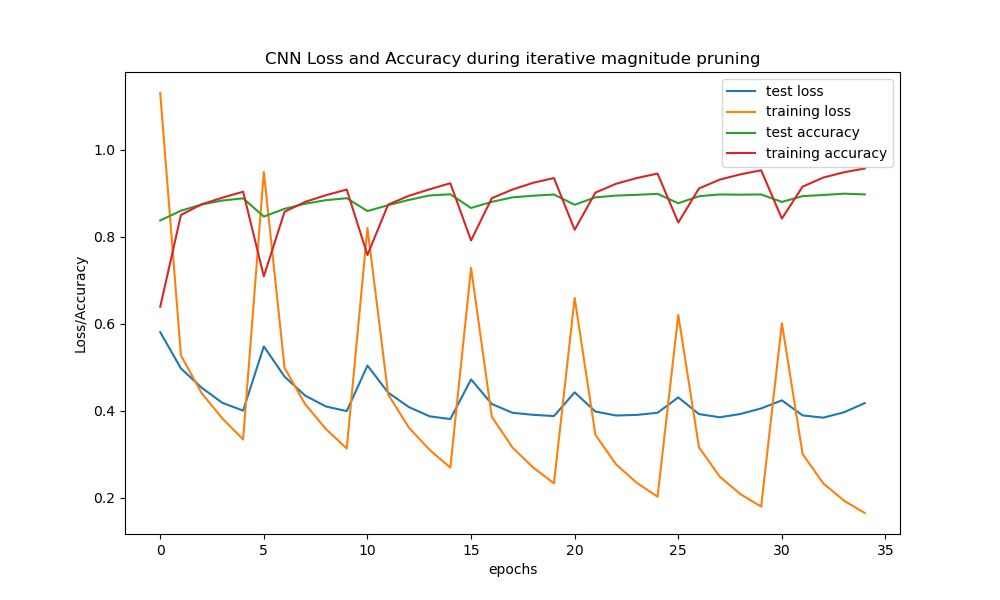 CNN Loss and Accuracy during iterative magnitude pruning
test loss
training loss
test accuracy
training accuracy
Loss/Accuracy
1.0
0.8
0.6
0.4
0.2
0 5 10 15 20 25 30 35
epochs